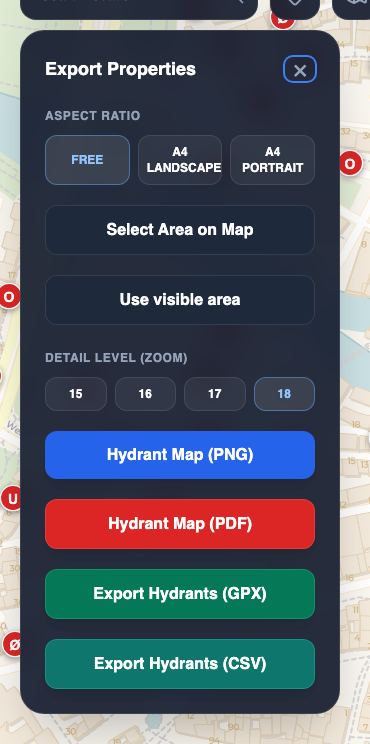 Export Properties
ASPECT RATIO
FREE
A4
LANDSCAPE
A4
PORTRAIT
Select Area on Map
Use visible area
DETAIL LEVEL (ZOOM)
15
16
17
18
Hydrant Map (PNG)
Hydrant Map (PDF)
Export Hydrants (GPX)
Export Hydrants (CSV)
O
O
U
Ø